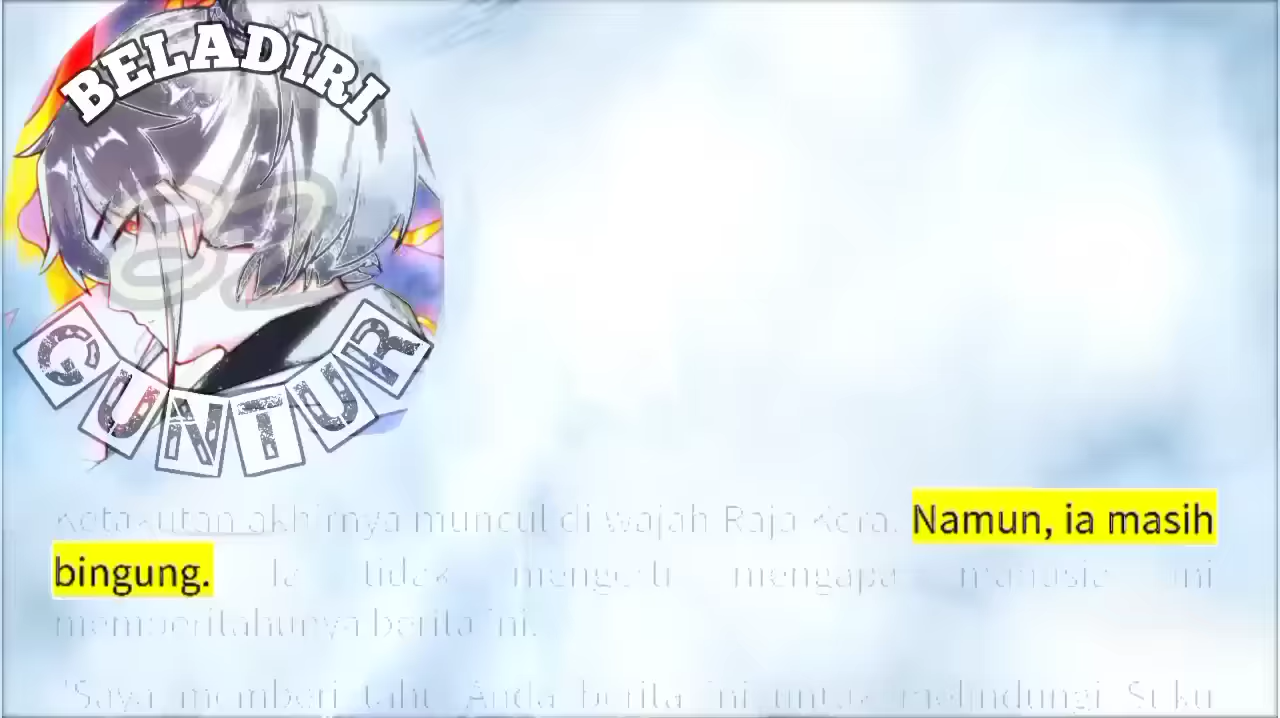 BELADIRI
GUNTUR
Ketakutan akhirnya muncul di wajah Raja Kera. Namun, ia masih
bingung. Ia tidak mengerti mengapa manusia ini
memberitahunya berita ini.
"Saya memberi tahu Anda berita ini untuk melindungi Suku